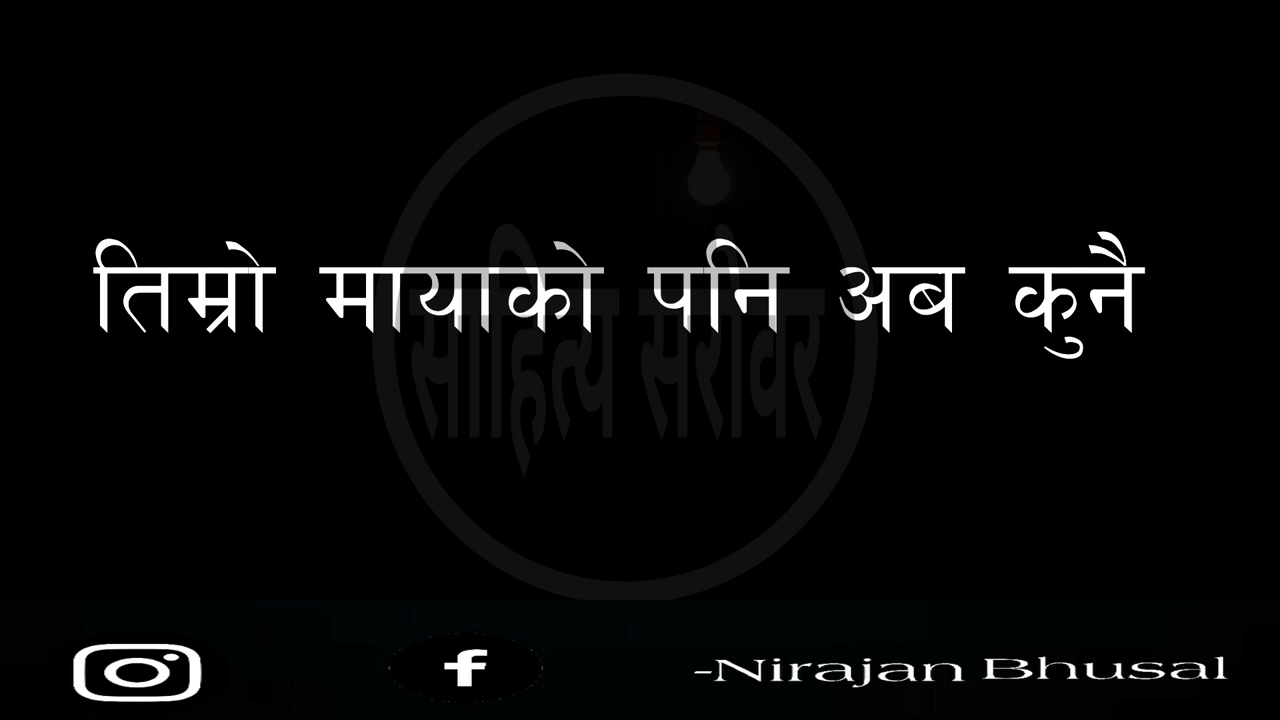 तिम्रो मायाको पनि अब कुनै
साहित्य सरोवर
-Nirajan Bhusal